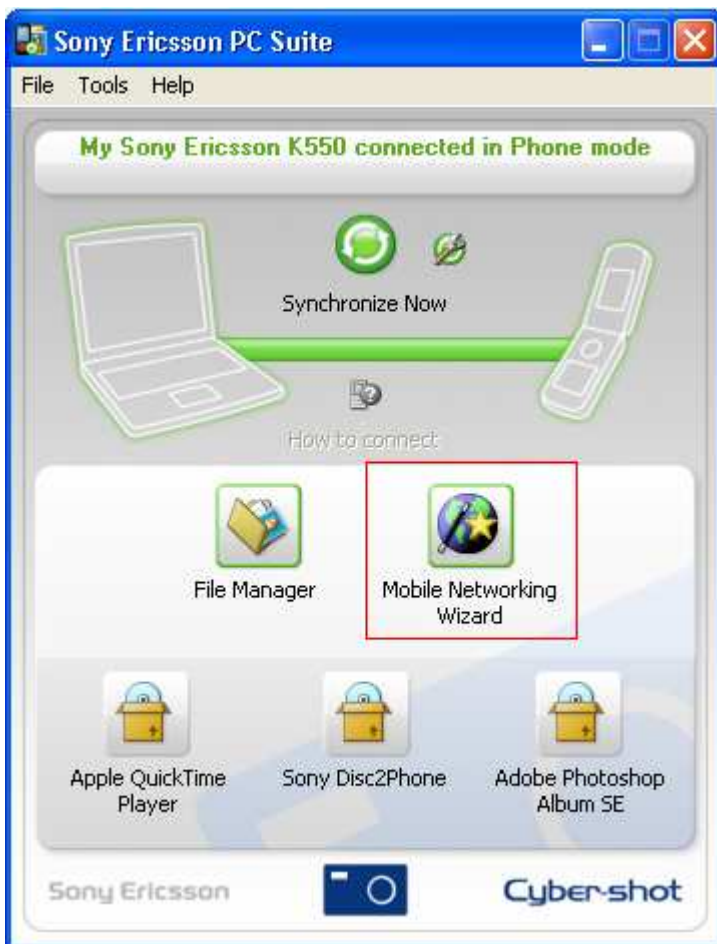 Sony Ericsson PC Suite
File Tools Help
My Sony Ericsson K550 connected in Phone mode
Synchronize Now
How to connect
File Manager
Mobile Networking
Wizard
Apple QuickTime
Player
Sony Disc2Phone
Adobe Photoshop
Album SE
Sony Ericsson
Cyber-shot